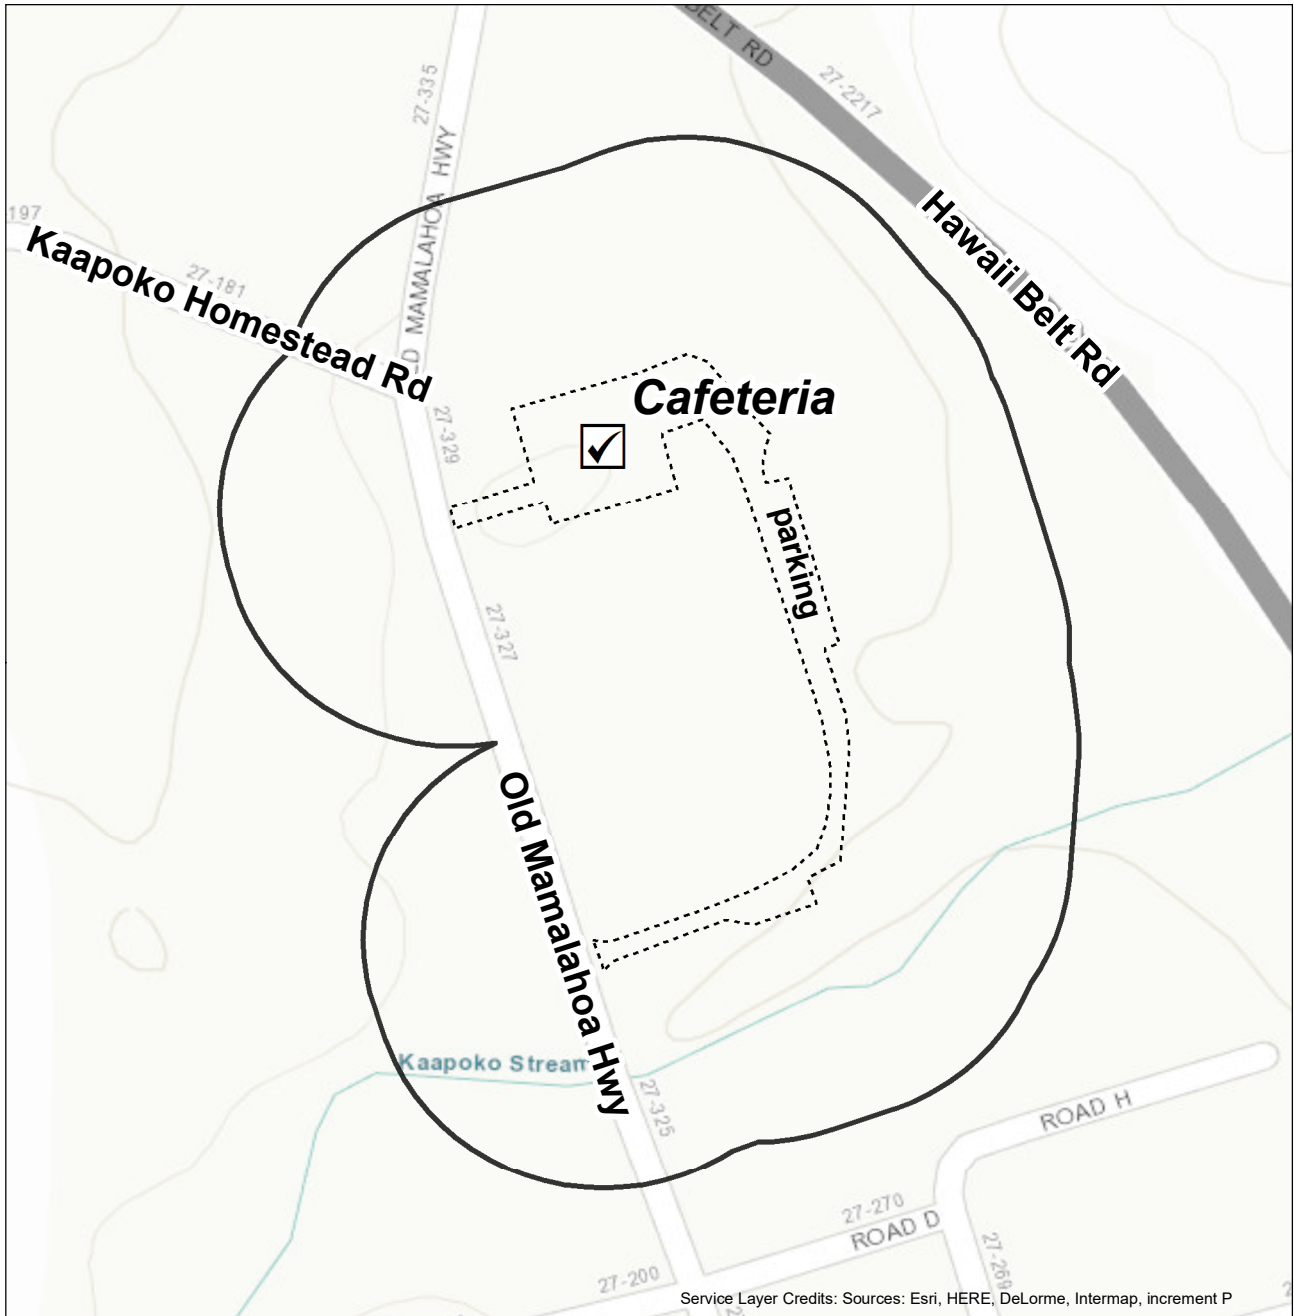 BELT RD
27-2217
27-335
MAMALAHOA HWY
197
Kaapoko Homestead Rd
27-181
Hawaii Belt Rd
Cafeteria
27-329
parking
27-327
Old Mamalahoa Hwy
Kaapoko Stream
27-325
ROAD H
27-270
ROAD D
27-269
27-200
Service Layer Credits: Sources: Esri, HERE, DeLorme, Intermap, increment P